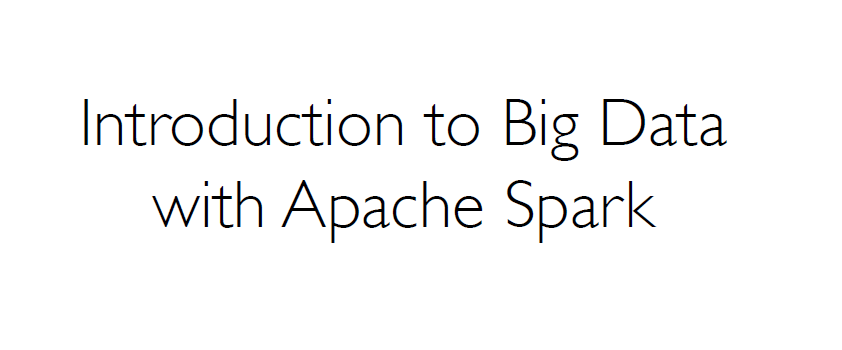 Introduction to Big Data
with Apache Spark